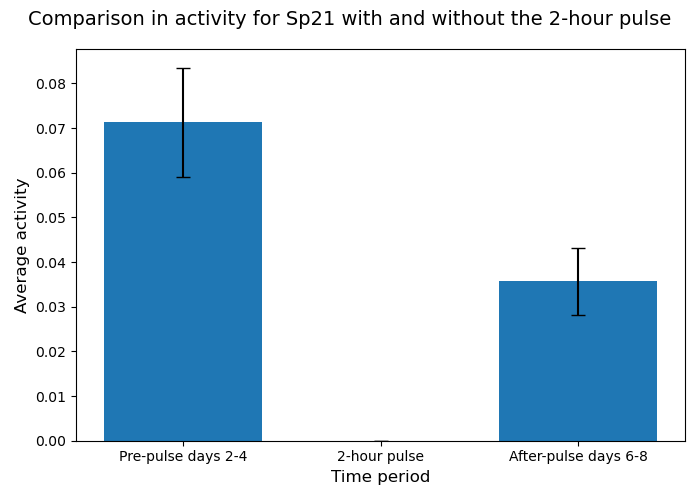 Comparison in activity for Sp21 with and without the 2-hour pulse
0.08
0.07
0.06
0.05
0.04
0.03
0.02
0.01
0.00
Average activity
Pre-pulse days 2-4
2-hour pulse
After-pulse days 6-8
Time period